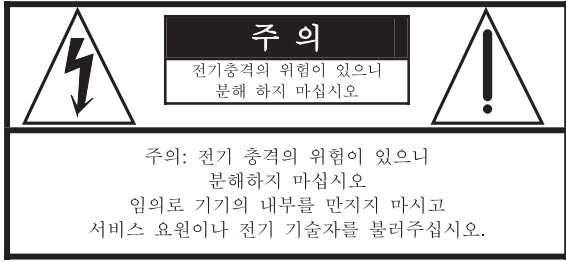 주 의
전기충격의 위험이 있으니
분해 하지 마십시오
주의: 전기 충격의 위험이 있으니
분해하지 마십시오
임의로 기기의 내부를 만지지 마시고
서비스 요원이나 전기 기술자를 불러주십시오.